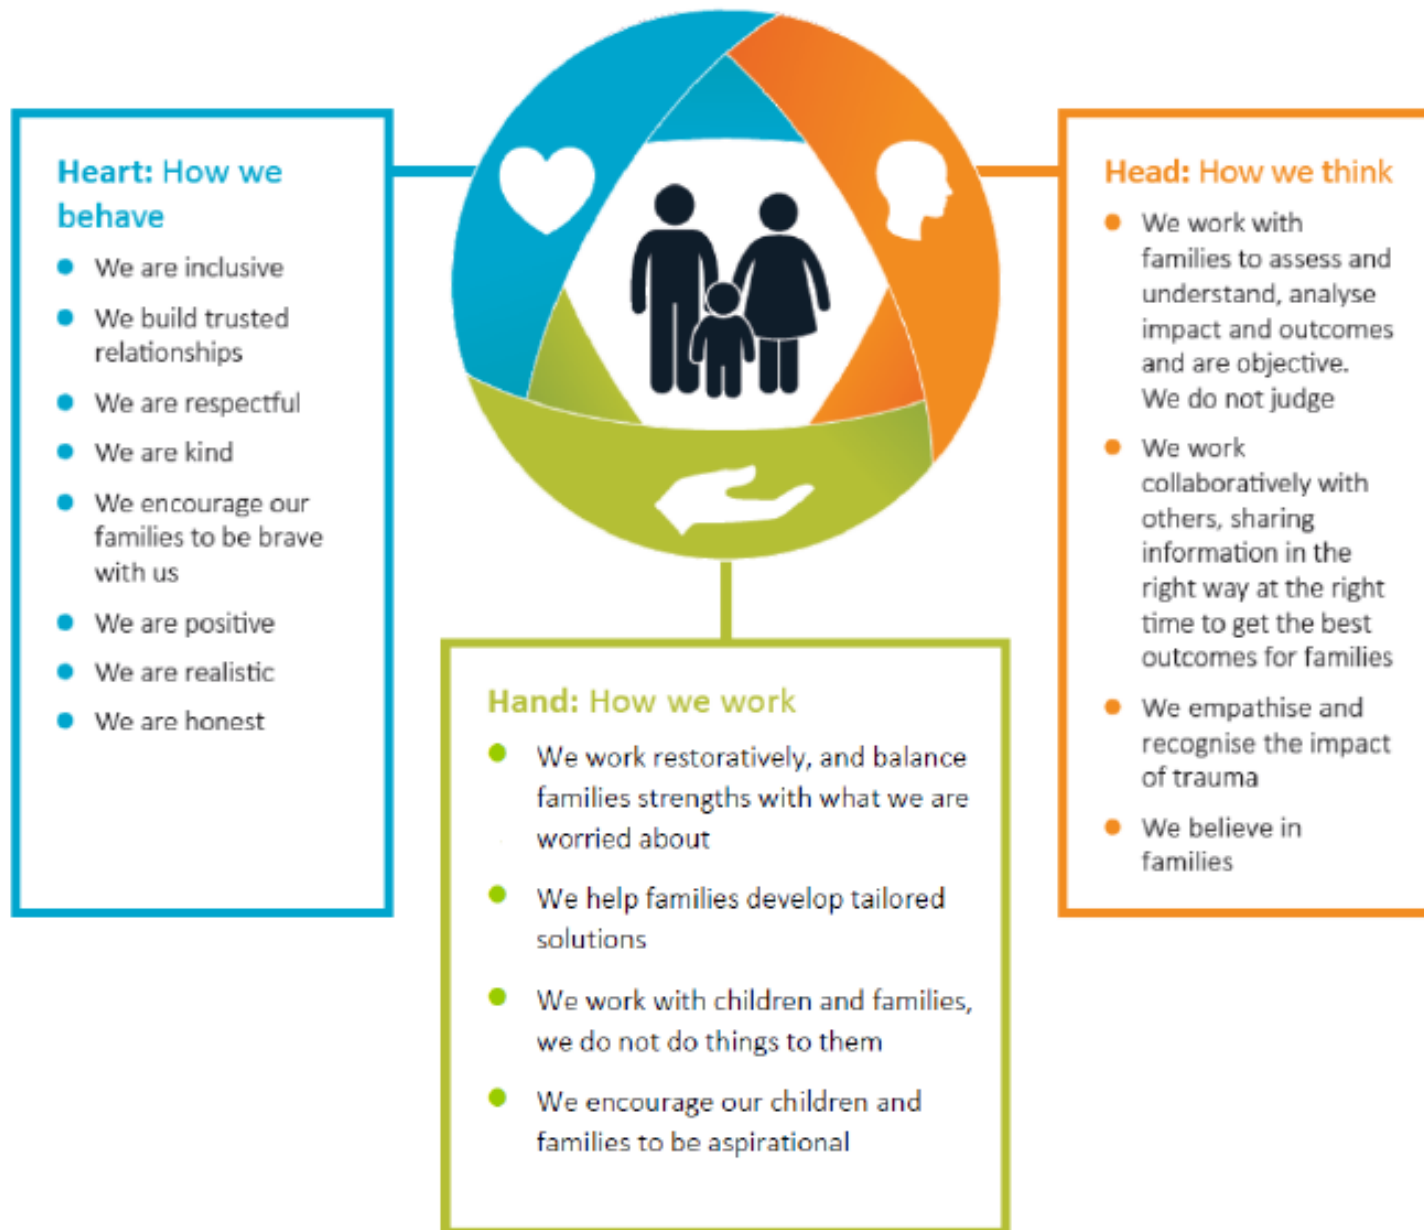 Heart: How we
behave
We are inclusive
We build trusted
relationships
We are respectful
We are kind
We encourage our
families to be brave
with us
We are positive
We are realistic
We are honest
Head: How we think
We work with
families to assess and
understand, analyse
impact and outcomes
and are objective.
We do not judge
We work
collaboratively with
others, sharing
information in the
right way at the right
time to get the best
outcomes for families
We empathise and
recognise the impact
of trauma
We believe in
families
Hand: How we work
We work restoratively, and balance
families strengths with what we are
worried about
We help families develop tailored
solutions
We work with children and families,
we do not do things to them
We encourage our children and
families to be aspirational